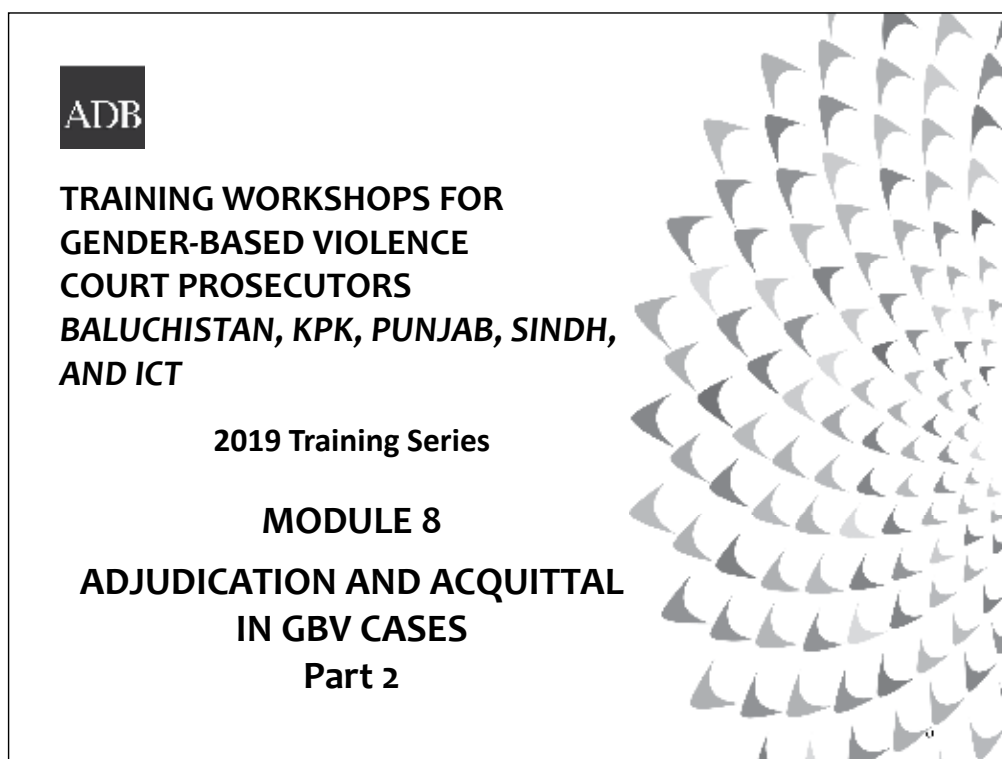 ADB
TRAINING WORKSHOPS FOR
GENDER-BASED VIOLENCE
COURT PROSECUTORS
BALUCHISTAN, KPK, PUNJAB, SINDH,
AND ICT
2019 Training Series
MODULE 8
ADJUDICATION AND ACQUITTAL
IN GBV CASES
Part 2